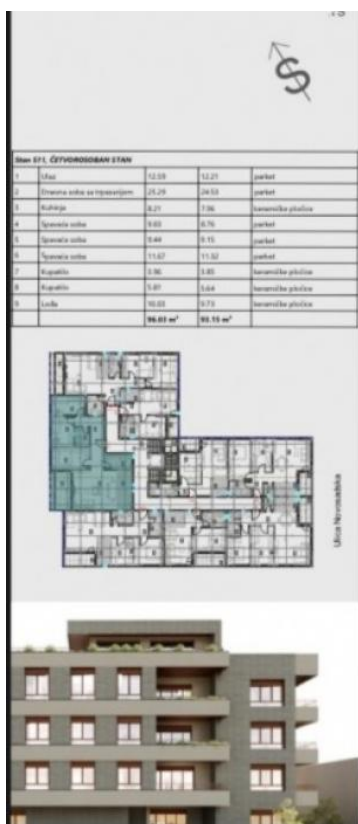 S
Stan 511, ČETVOROSOBAN STAN
1 Ulaz 12.59 12.21 parket
2 Dnevna soba sa trpezarijom 25.29 24.53 parket
3 Kuhinja 8.21 7.96 keramičke pločice
4 Spavaća soba 9.03 8.76 parket
5 Spavaća soba 9.44 9.15 parket
6 Spavaća soba 11.67 11.32 parket
7 Kupatilo 3.96 3.85 keramičke pločice
8 Kupatilo 5.81 5.64 keramičke pločice
9 Lođa 10.03 9.73 keramičke pločice
96.03 m² 93.15 m²
Ulica Novosadska